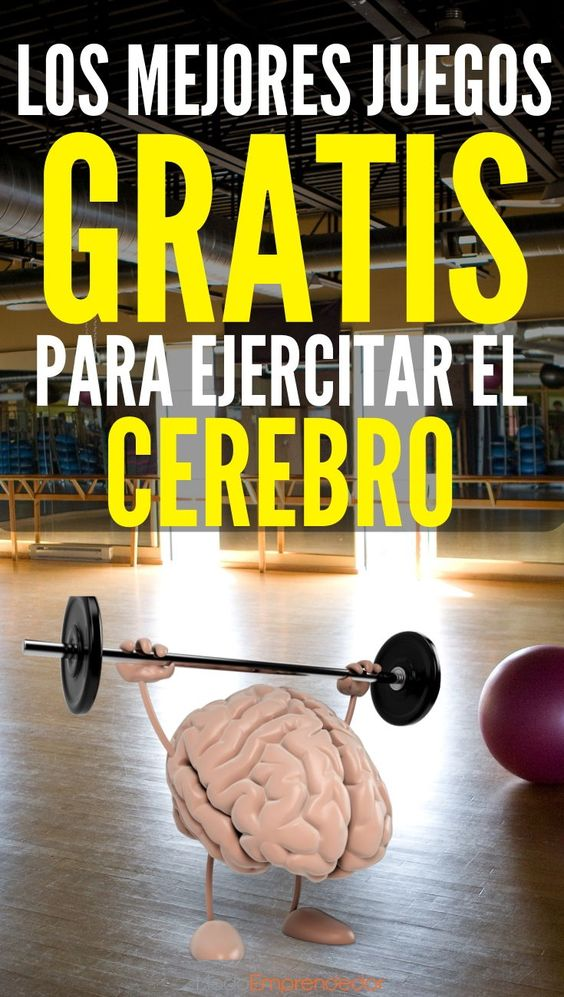 LOS MEJORES JUEGOS
GRATIS
PARA EJERCITAR EL
CEREBRO
Emprendedor